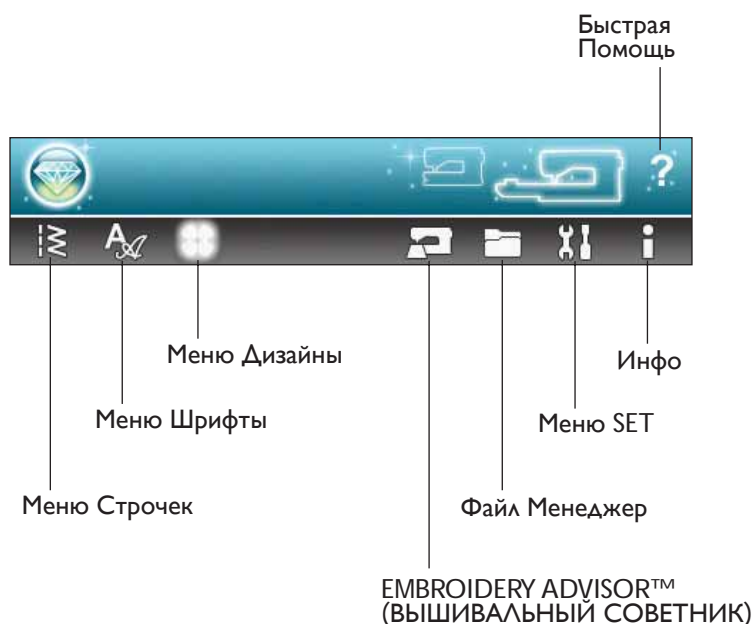 Быстрая
Помощь
?
Меню Дизайны
Инфо
Меню Шрифты
Меню SET
Меню Строчек
Файл Менеджер
EMBROIDERY ADVISOR™
(ВЫШИВАЛЬНЫЙ СОВЕТНИК)